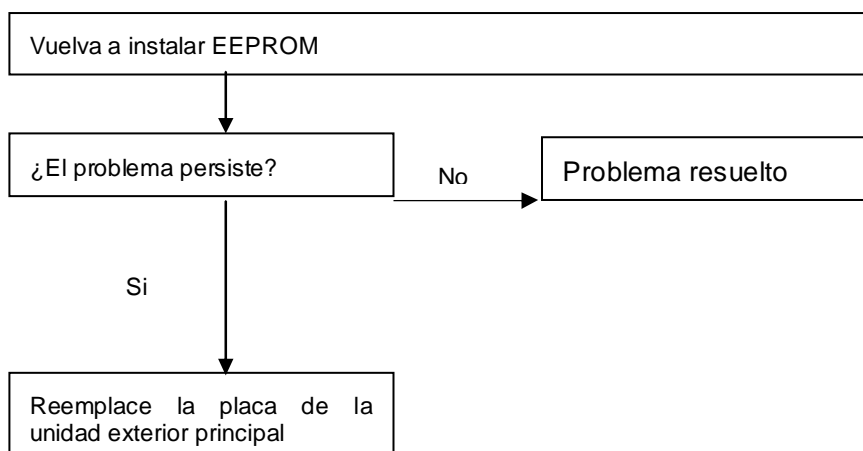 Vuelva a instalar EEPROM
¿El problema persiste?
No
Problema resuelto
Si
Reemplace la placa de la
unidad exterior principal